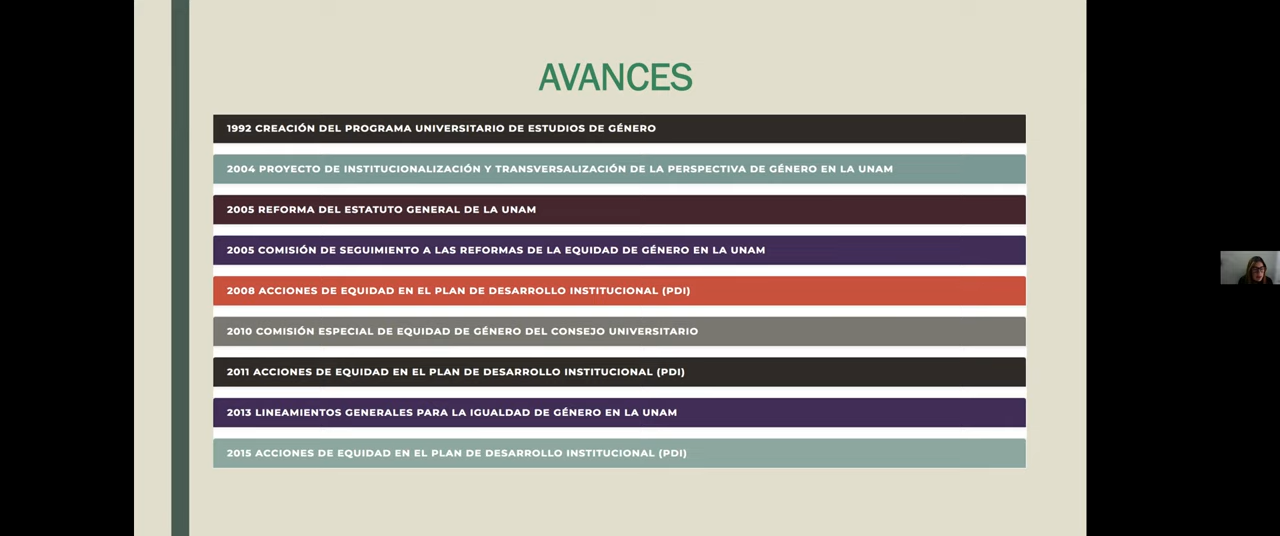 AVANCES
1992 CREACIÓN DEL PROGRAMA UNIVERSITARIO DE ESTUDIOS DE GÉNERO
2004 PROYECTO DE INSTITUCIONALIZACIÓN Y TRANSVERSALIZACIÓN DE LA PERSPECTIVA DE GÉNERO EN LA UNAM
2005 REFORMA DEL ESTATUTO GENERAL DE LA UNAM
2005 COMISIÓN DE SEGUIMIENTO A LAS REFORMAS DE LA EQUIDAD DE GÉNERO EN LA UNAM
2008 ACCIONES DE EQUIDAD EN EL PLAN DE DESARROLLO INSTITUCIONAL (PDI)
2010 COMISIÓN ESPECIAL DE EQUIDAD DE GÉNERO DEL CONSEJO UNIVERSITARIO
2011 ACCIONES DE EQUIDAD EN EL PLAN DE DESARROLLO INSTITUCIONAL (PDI)
2013 LINEAMIENTOS GENERALES PARA LA IGUALDAD DE GÉNERO EN LA UNAM
2015 ACCIONES DE EQUIDAD EN EL PLAN DE DESARROLLO INSTITUCIONAL (PDI)